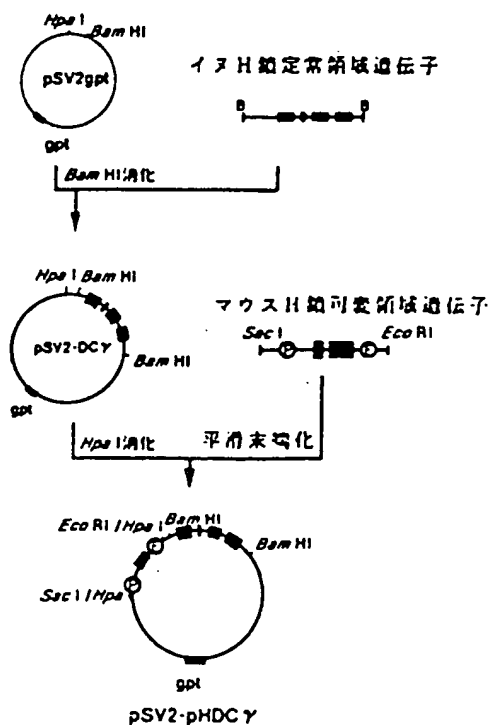 Hpa I
Bam HI
pSV2gpt
gpt
イヌH鎖定常領域遺伝子
B B
Bam HI消化
Hpa I Bam HI
pSV2-DCγ
Bam HI
gpt
マウスH鎖可変領域遺伝子
Sac I Eco RI
P P
Hpa I消化 平滑末端化
Eco RI/Hpa I Bam HI
Bam HI
P
P
Sac I/Hpa
gpt
pSV2-pHDCγ